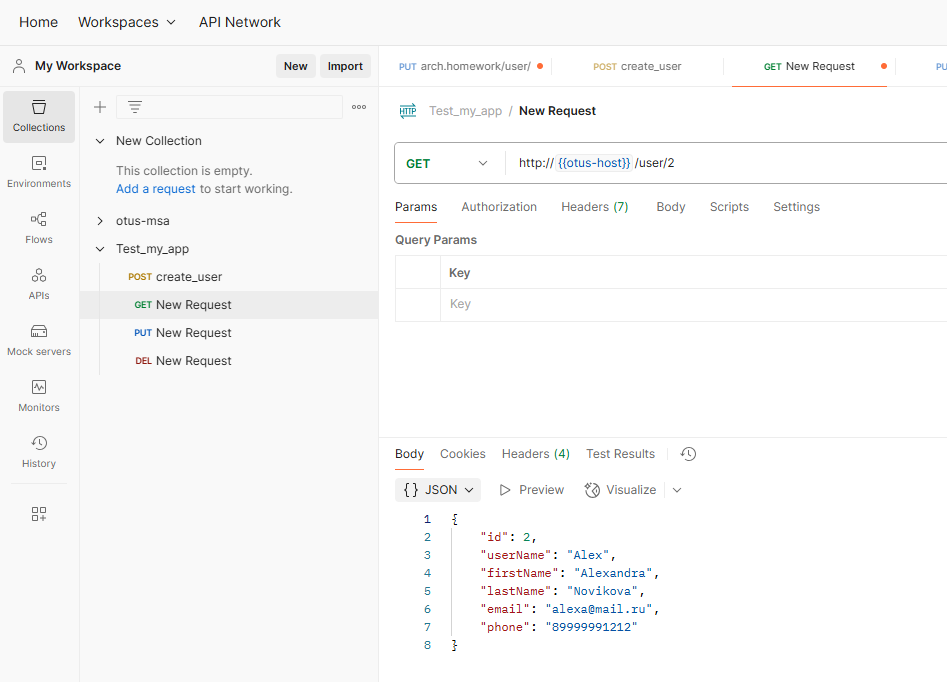 Home Workspaces API Network
My Workspace New Import
Collections
Environments
Flows
APIs
Mock servers
Monitors
History
New Collection
This collection is empty.
Add a request to start working.
otus-msa
Test_my_app
POST create_user
GET New Request
PUT New Request
DEL New Request
PUT arch.homework/user/ POST create_user GET New Request PU
HTTP Test_my_app / New Request
GET http://{{otus-host}}/user/2
Params Authorization Headers (7) Body Scripts Settings
Query Params
Key
Key
Body Cookies Headers (4) Test Results
{} JSON Preview Visualize
1 {
2 "id": 2,
3 "userName": "Alex",
4 "firstName": "Alexandra",
5 "lastName": "Novikova",
6 "email": "alexa@mail.ru",
7 "phone": "89999991212"
8 }